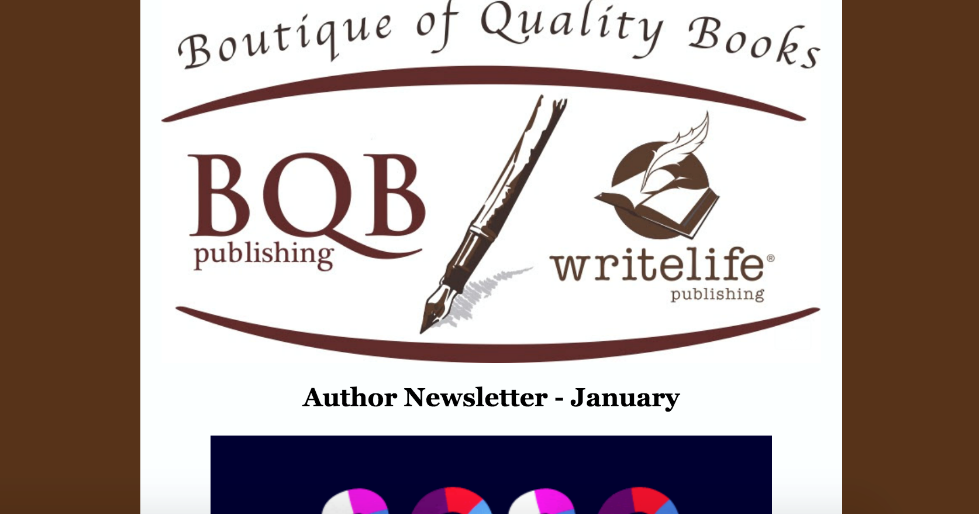 Boutique of Quality Books
BQB
publishing
writelife®
publishing
Author Newsletter - January